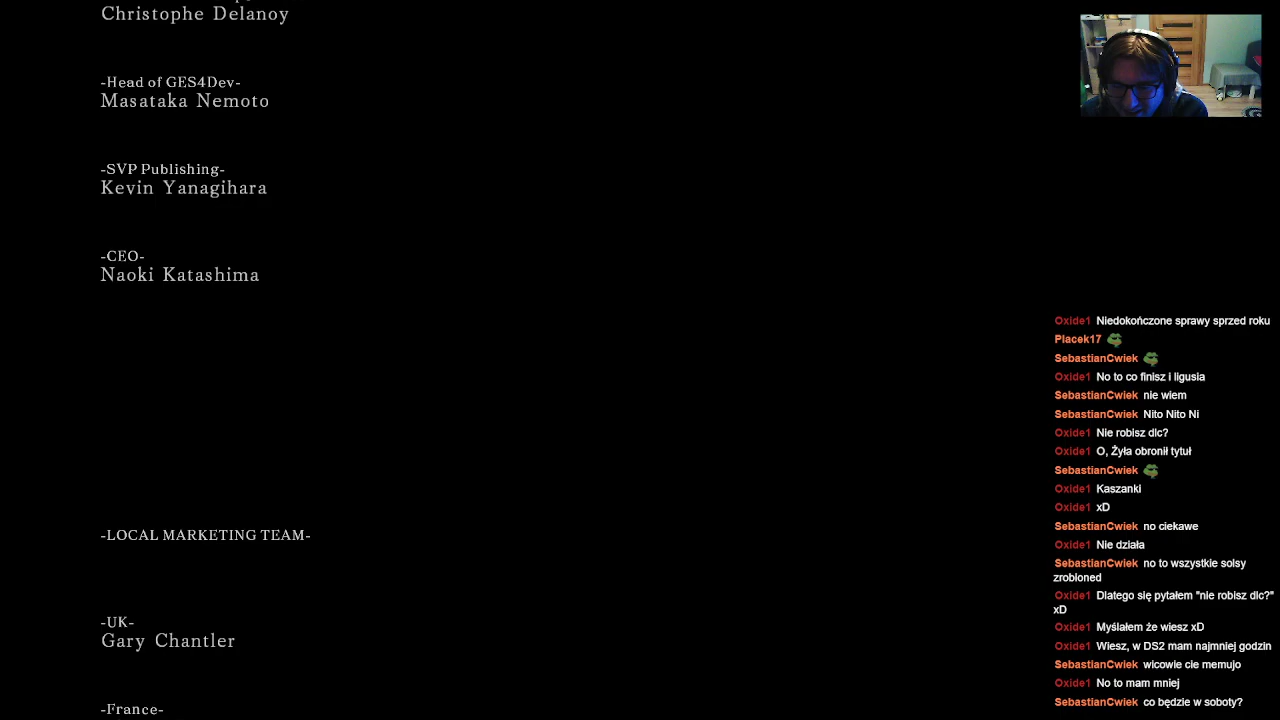 Christophe Delanoy
-Head of GES4Dev-
Masataka Nemoto
-SVP Publishing-
Kevin Yanagihara
-CEO-
Naoki Katashima
-LOCAL MARKETING TEAM-
-UK-
Gary Chantler
-France-
Oxide1 Niedokończone sprawy sprzed roku
Placek17
SebastianCwiek
Oxide1 No to co finisz i ligusia
SebastianCwiek nie wiem
SebastianCwiek Nito Nito Ni
Oxide1 Nie robisz dlc?
Oxide1 O, Żyła obronił tytuł
SebastianCwiek
Oxide1 Kaszanki
Oxide1 xD
SebastianCwiek no ciekawe
Oxide1 Nie działa
SebastianCwiek no to wszystkie solsy
zrobioned
Oxide1 Dlatego się pytałem "nie robisz dlc?"
xD
Oxide1 Myślałem że wiesz xD
Oxide1 Wiesz, w DS2 mam najmniej godzin
SebastianCwiek wicowie cie memujo
Oxide1 No to mam mniej
SebastianCwiek co będzie w soboty?